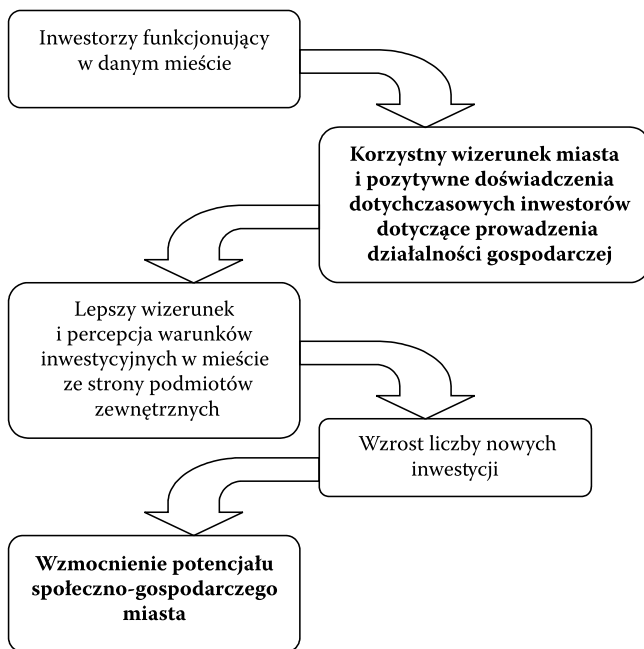 Inwestorzy funkcjonujący
w danym mieście
Korzystny wizerunek miasta
i pozytywne doświadczenia
dotychczasowych inwestorów
dotyczące prowadzenia
działalności gospodarczej
Lepszy wizerunek
i percepcja warunków
inwestycyjnych w mieście
ze strony podmiotów
zewnętrznych
Wzrost liczby nowych
inwestycji
Wzmocnienie potencjału
społeczno-gospodarczego
miasta